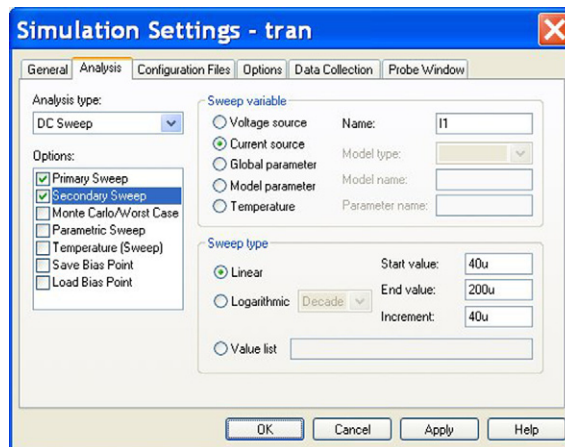 Simulation Settings - tran
General Analysis Configuration Files Options Data Collection Probe Window
Analysis type:
DC Sweep
Options:
Primary Sweep
Secondary Sweep
Monte Carlo/Worst Case
Parametric Sweep
Temperature (Sweep)
Save Bias Point
Load Bias Point
Sweep variable
Voltage source
Current source
Global parameter
Model parameter
Temperature
Name: I1
Model type:
Model name:
Parameter name:
Sweep type
Linear
Logarithmic Decade
Value list
Start value: 40u
End value: 200u
Increment: 40u
OK Cancel Apply Help